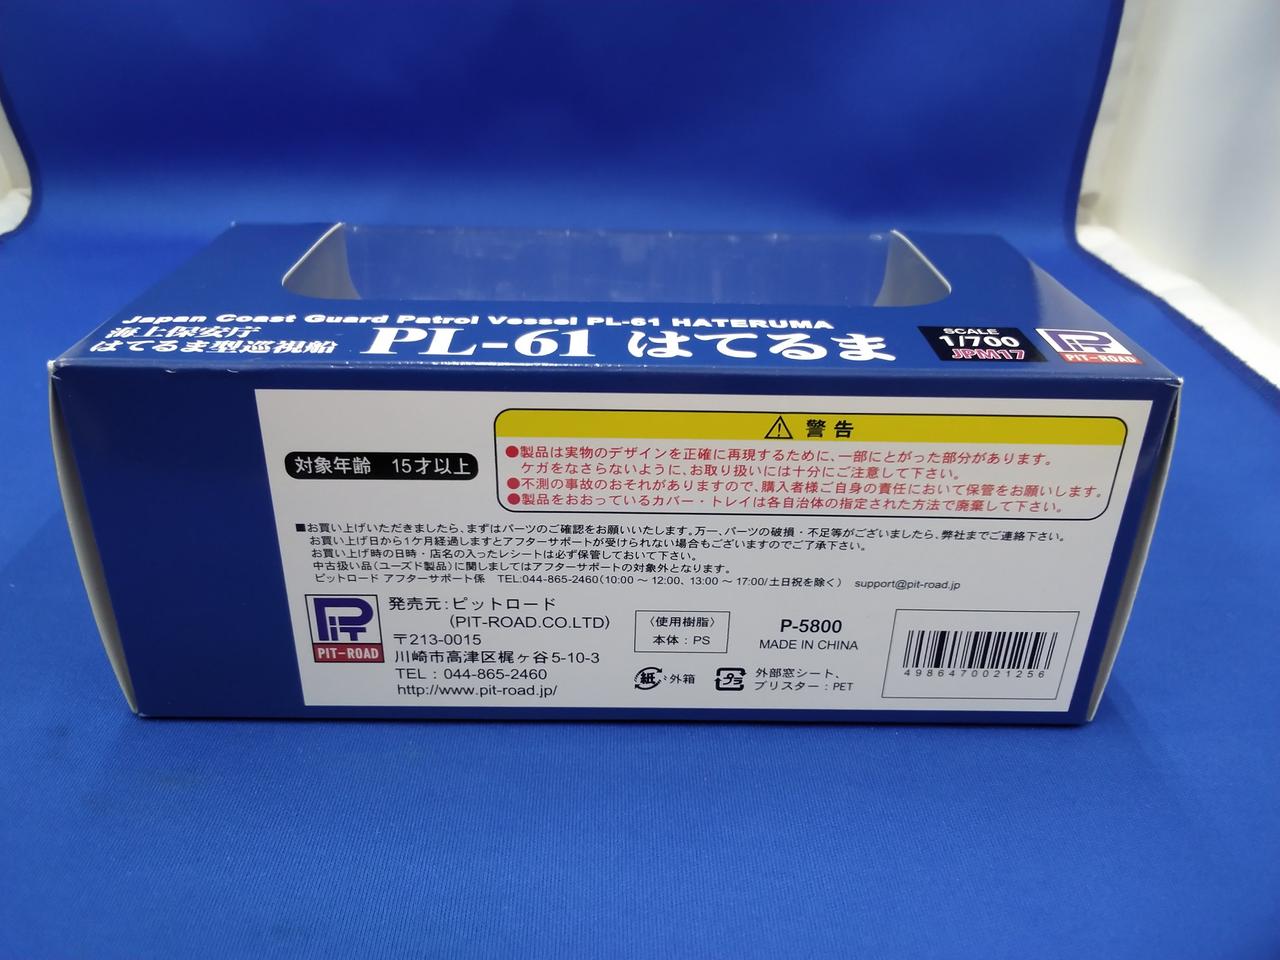 Japan Coast Guard Patrol Vessel PL-61 HATERUMA
海上保安庁
はてるま型巡視船
PL-61 はてるま
SCALE
1/700
JPM17
PIT
PIT-ROAD
警告
対象年齢 15才以上
●製品は実物のデザインを正確に再現するために、一部にとがった部分があります。
ケガをなさらないように、お取り扱いには十分にご注意して下さい。
●不測の事故のおそれがありますので、購入者様ご自身の責任において保管をお願いします。
●製品をおおっているカバー・トレイは各自治体の指定された方法で廃棄して下さい。
■お買い上げいただきましたら、まずはパーツのご確認をお願いいたします。万一、パーツの破損・不足等がございましたら、弊社までご連絡下さい。
お買い上げ日から1ケ月経過しますとアフターサポートが受けられない場合もございますのでご了承下さい。
お買い上げ時の日時・店名の入ったレシートは必ず保管しておいて下さい。
中古扱い品(ユーズド製品)に関しましてはアフターサポートの対象外となります。
ピットロード アフターサポート係 TEL:044-865-2460(10:00 ~ 12:00, 13:00 ~ 17:00/土日祝を除く) support@pit-road.jp
PIT
PIT-ROAD
発売元:ピットロード
(PIT-ROAD.CO.LTD)
〒213-0015
川崎市高津区梶ヶ谷5-10-3
TEL : 044-865-2460
http://www.pit-road.jp/
〈使用樹脂〉
本体:PS
P-5800
MADE IN CHINA
紙 外箱
プラ 外部窓シート、
ブリスター:PET
4986470021256